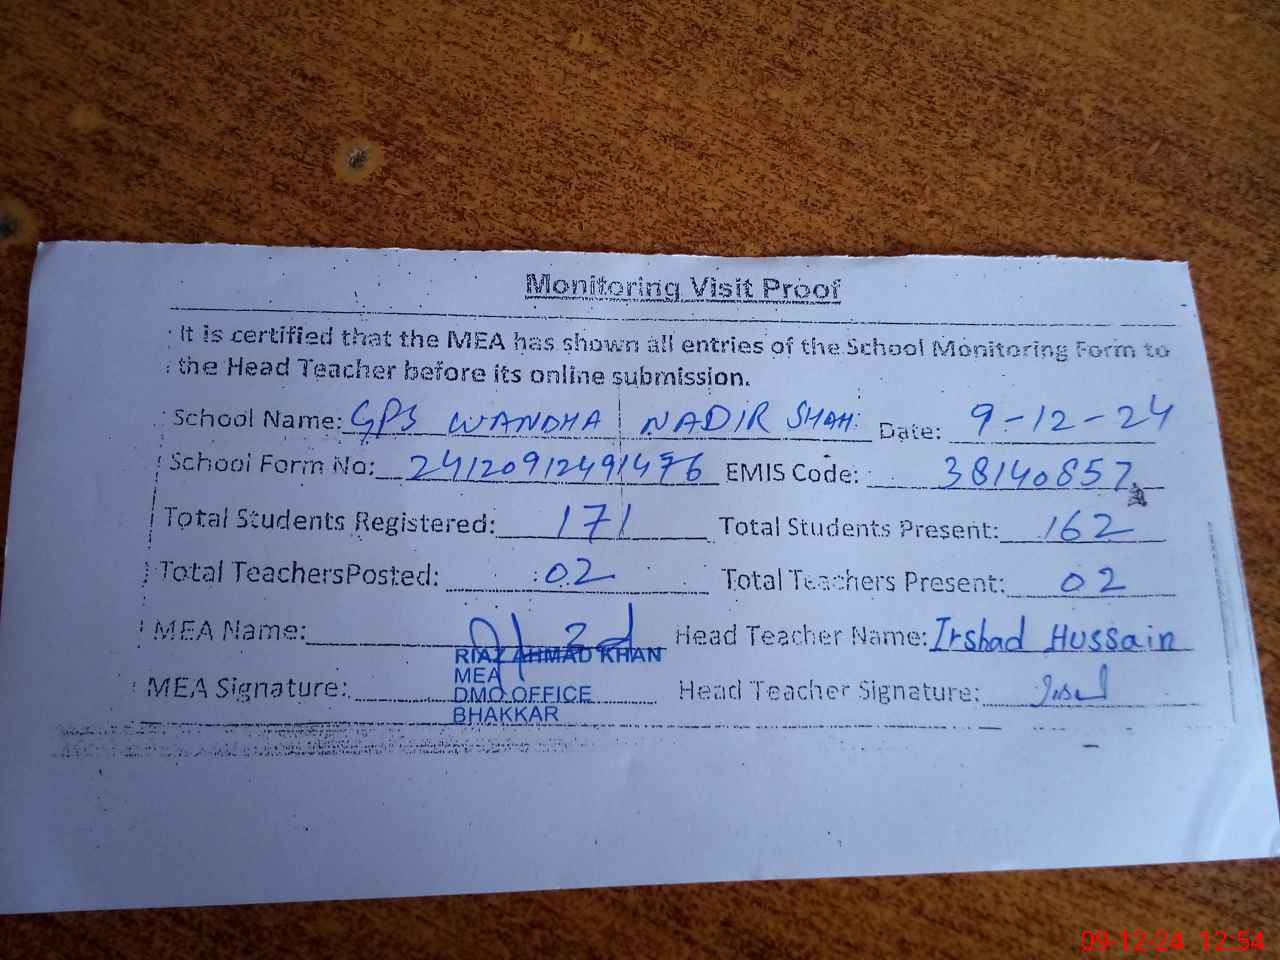 Monitoring Visit Proof
It is certified that the MEA has shown all entries of the School Monitoring Form to
the Head Teacher before its online submission.
School Name: GPS WANDHA NADIR SHAH Date: 9-12-24
School Form No: 24120912491476 EMIS Code: 38140857
Total Students Registered: 171 Total Students Present: 162
Total TeachersPosted: 02 Total Teachers Present: 02
MEA Name: Head Teacher Name: Irshad Hussain
RIAZ AHMAD KHAN
MEA
MEA Signature: DMO OFFICE Head Teacher Signature:
BHAKKAR
09-12-24 12:54